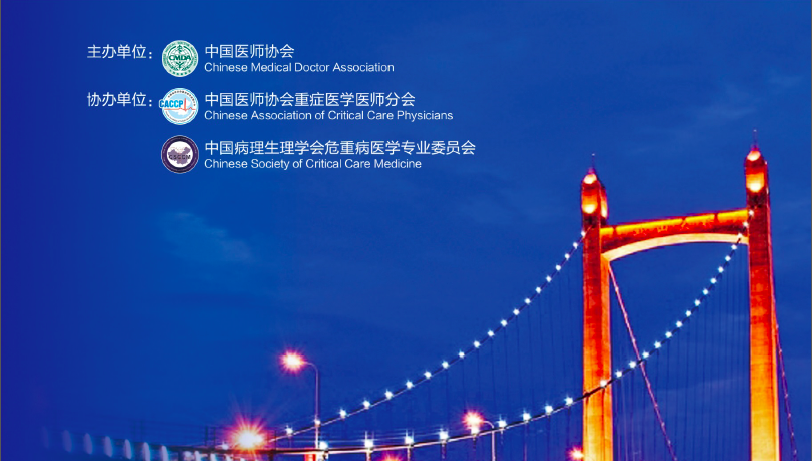 主办单位：
CMDA
中国医师协会
Chinese Medical Doctor Association
协办单位：
CACCP
中国医师协会重症医学医师分会
Chinese Association of Critical Care Physicians
CSCCM
中国病理生理学会危重病医学专业委员会
Chinese Society of Critical Care Medicine